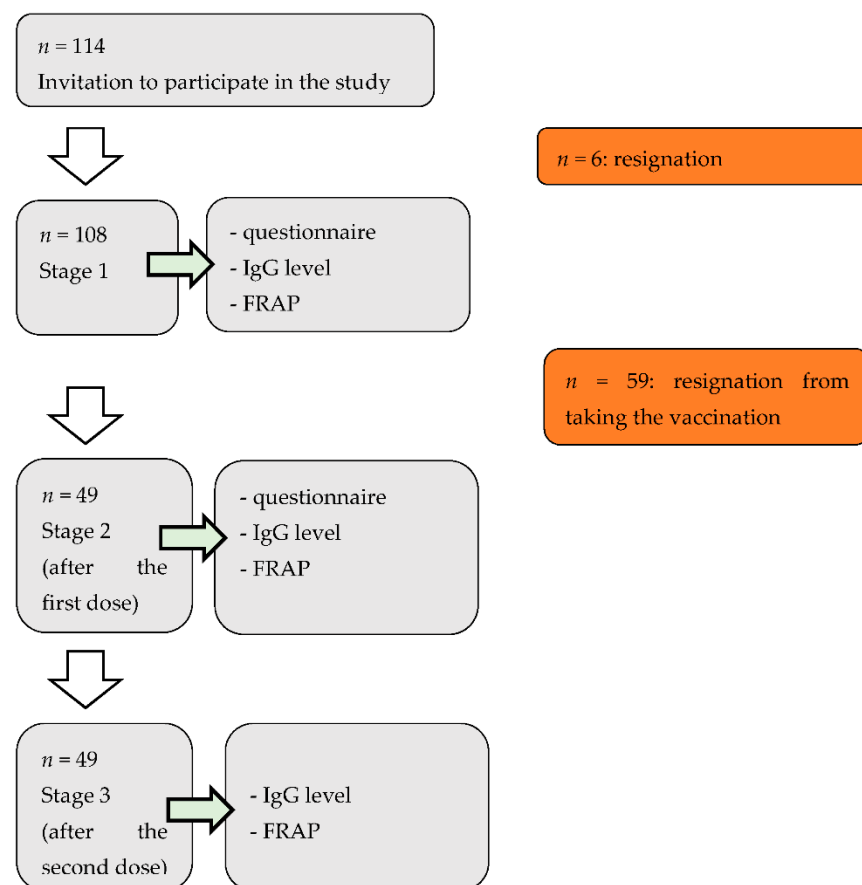 n = 114
Invitation to participate in the study
n = 6: resignation
n = 108
Stage 1
- questionnaire
- IgG level
- FRAP
n = 59: resignation from
taking the vaccination
n = 49
Stage 2
(after the
first dose)
- questionnaire
- IgG level
- FRAP
n = 49
Stage 3
(after the
second dose)
- IgG level
- FRAP